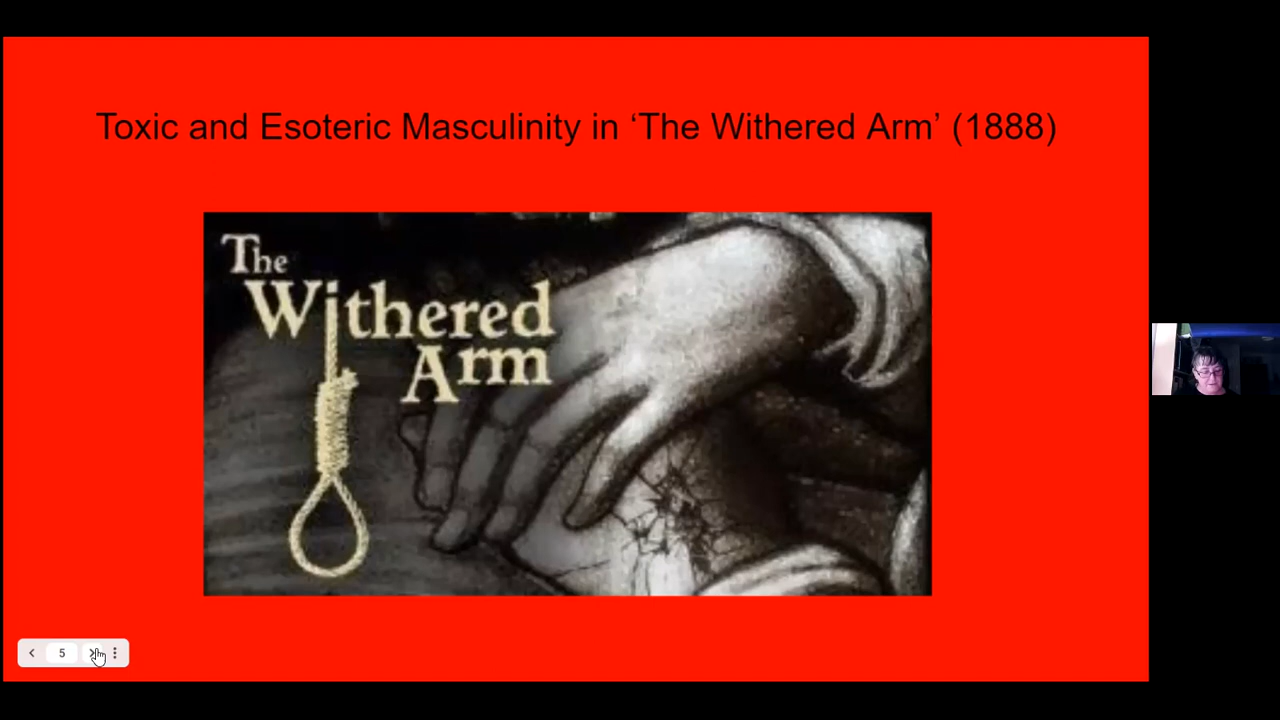 Toxic and Esoteric Masculinity in ‘The Withered Arm’ (1888)
The
Withered
Arm
5